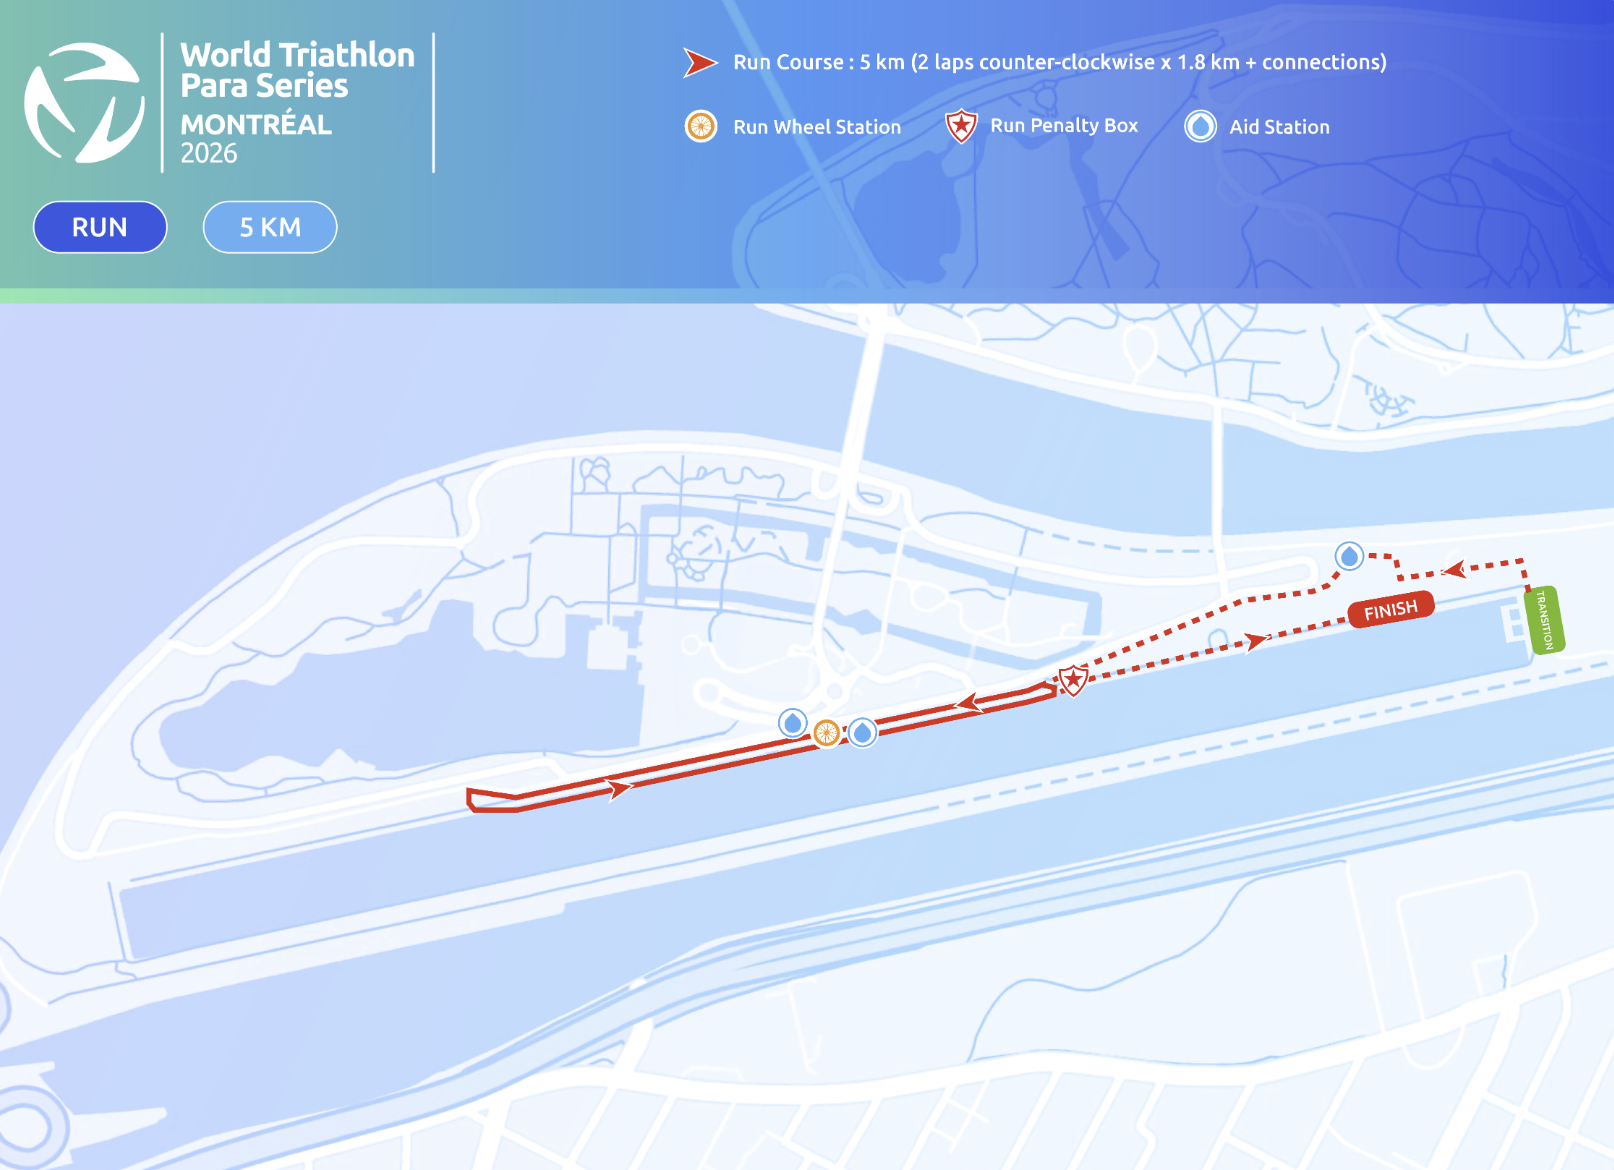 World Triathlon
Para Series
MONTRÉAL
2026
RUN
5 KM
Run Course : 5 km (2 laps counter-clockwise x 1.8 km + connections)
Run Wheel Station
Run Penalty Box
Aid Station
FINISH
TRANSITION